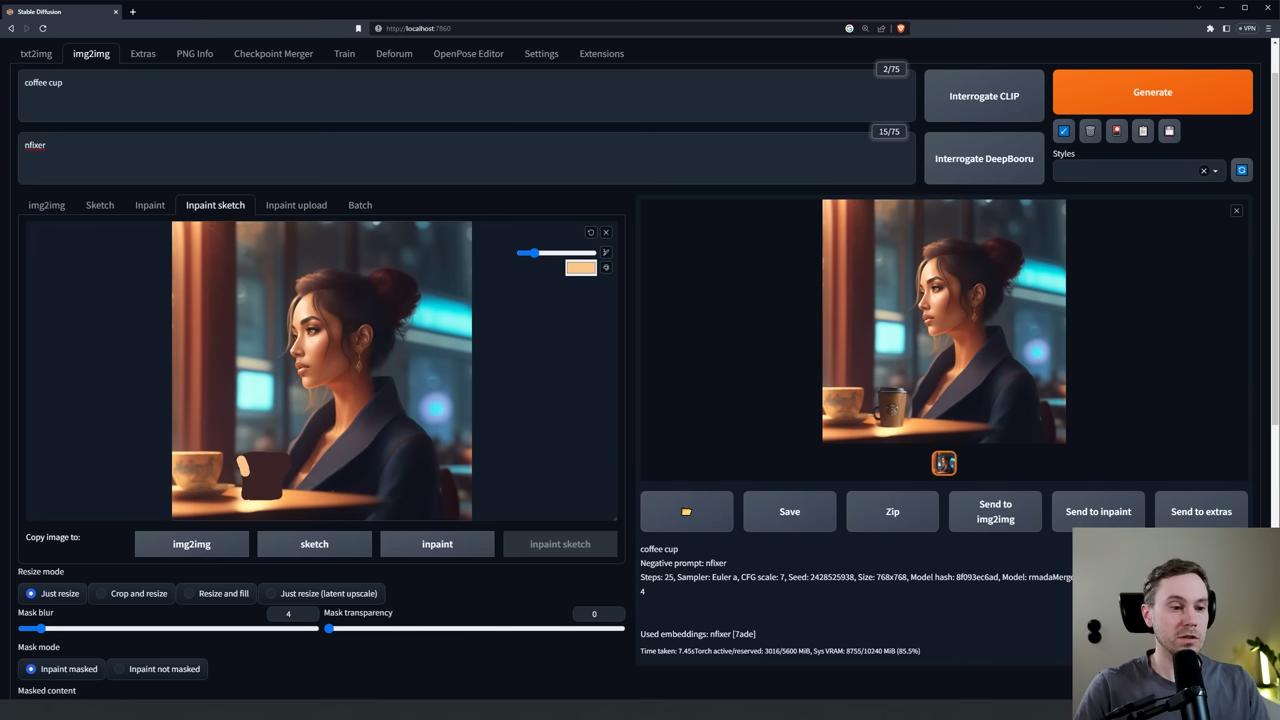 Stable Diffusion
http://localhost:7860
VPN
txt2img img2img Extras PNG Info Checkpoint Merger Train Deforum OpenPose Editor Settings Extensions
2/75
coffee cup
Interrogate CLIP
Generate
15/75
nfixer
Interrogate DeepBooru
Styles
img2img Sketch Inpaint Inpaint sketch Inpaint upload Batch
Save
Zip
Send to img2img
Send to inpaint
Send to extras
Copy image to:
img2img
sketch
inpaint
inpaint sketch
coffee cup
Negative prompt: nfixer
Steps: 25, Sampler: Euler a, CFG scale: 7, Seed: 2428525938, Size: 768x768, Model hash: 8f093ec6ad, Model: rmadaMerge
4
Resize mode
Just resize Crop and resize Resize and fill Just resize (latent upscale)
Mask blur 4 Mask transparency 0
Used embeddings: nfixer [7ade]
Time taken: 7.45sTorch active/reserved: 3016/5600 MiB, Sys VRAM: 8755/10240 MiB (85.5%)
Mask mode
Inpaint masked Inpaint not masked
Masked content